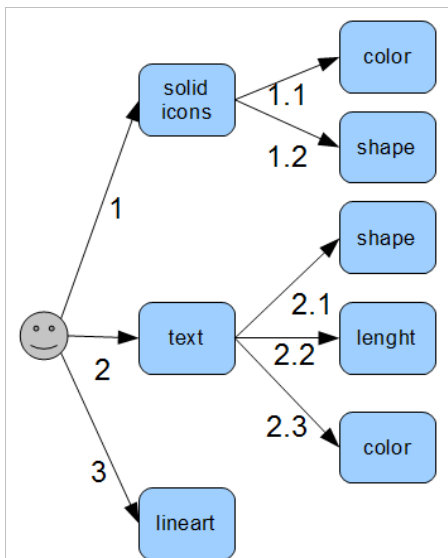 color
solid
icons
1.1
1.2
shape
1
shape
2.1
text
2.2
lenght
2
2.3
color
3
lineart